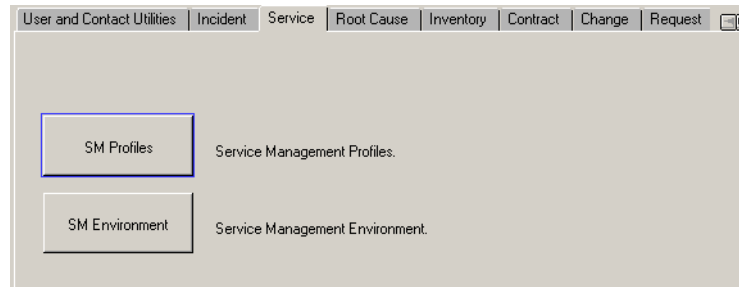 User and Contact Utilities Incident Service Root Cause Inventory Contract Change Request
SM Profiles Service Management Profiles.
SM Environment Service Management Environment.